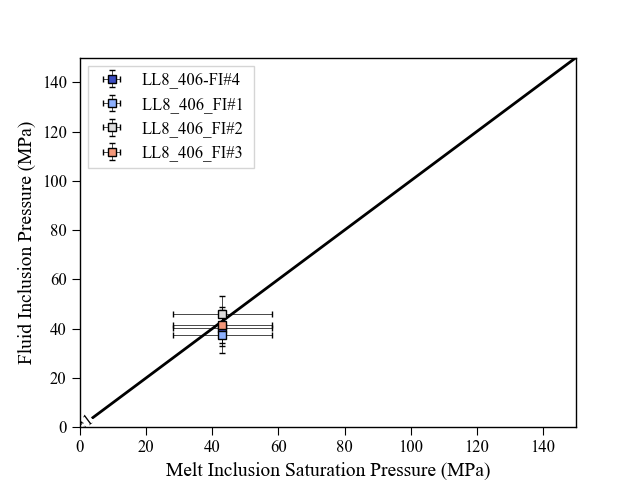 LL8_406-FI#4
LL8_406_FI#1
LL8_406_FI#2
LL8_406_FI#3
Fluid Inclusion Pressure (MPa)
140
120
100
80
60
40
20
0
0 20 40 60 80 100 120 140
Melt Inclusion Saturation Pressure (MPa)